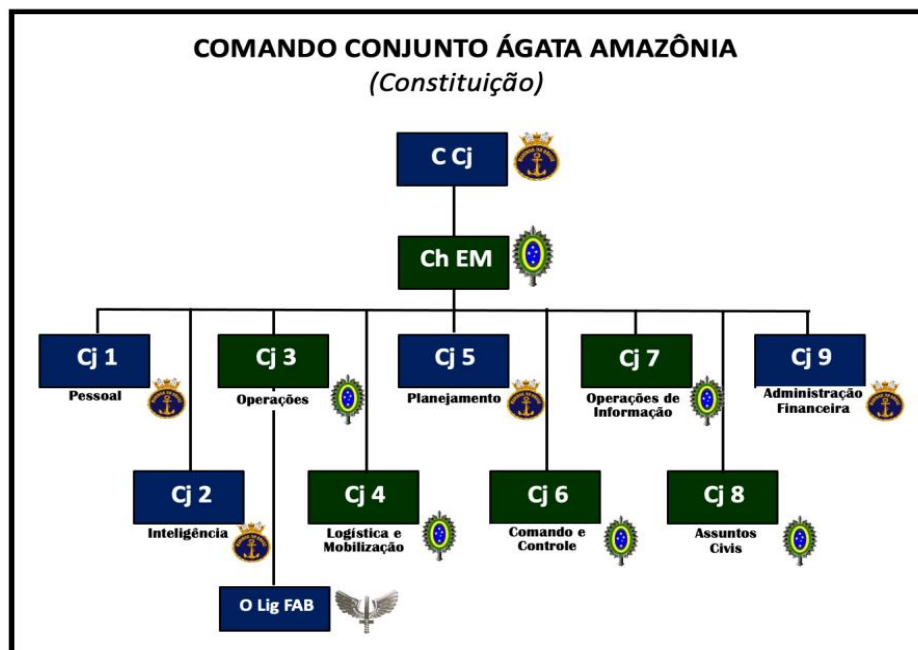 COMANDO CONJUNTO ÁGATA AMAZÔNIA
(Constituição)
C Cj
Ch EM
Cj 1
Pessoal
Cj 3
Operações
Cj 5
Planejamento
Cj 7
Operações de
Informação
Cj 9
Administração
Financeira
Cj 2
Inteligência
Cj 4
Logística e
Mobilização
Cj 6
Comando e
Controle
Cj 8
Assuntos
Civis
O Lig FAB